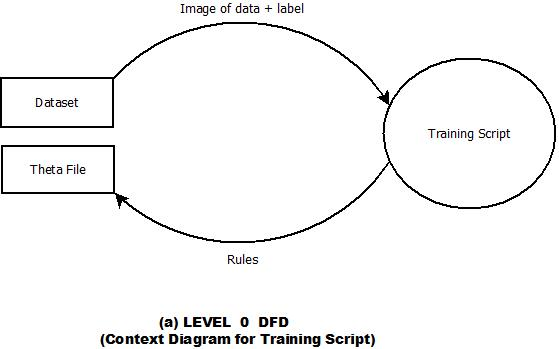 Image of data + label
Dataset
Training Script
Theta File
Rules
(a) LEVEL 0 DFD
(Context Diagram for Training Script)